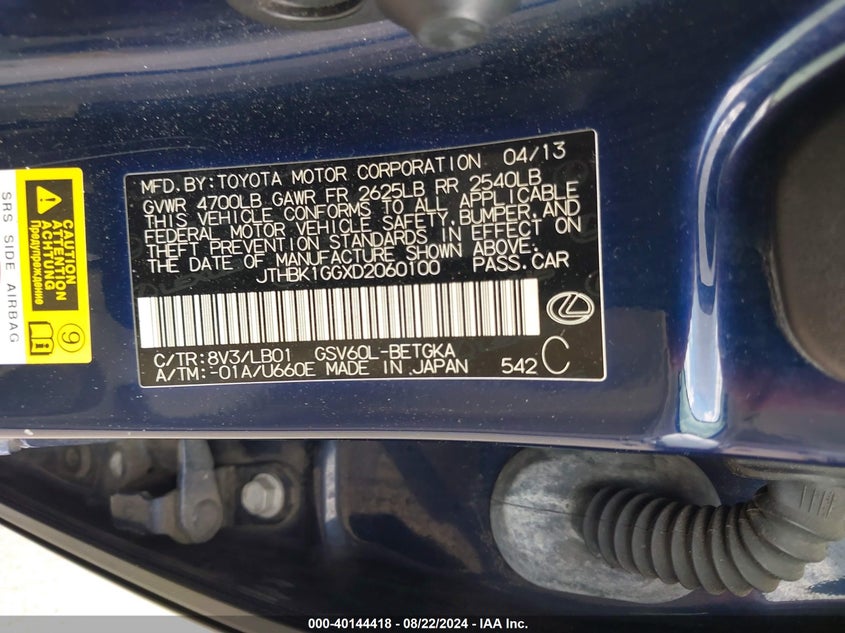 MFD. BY: TOYOTA MOTOR CORPORATION 04/13
GVWR 4700LB GAWR FR 2625LB RR 2540LB
THIS VEHICLE CONFORMS TO ALL APPLICABLE
FEDERAL MOTOR VEHICLE SAFETY, BUMPER, AND
THEFT PREVENTION STANDARDS IN EFFECT ON
THE DATE OF MANUFACTURE SHOWN ABOVE.
JTHBK1GGXD2060100 PASS. CAR
C/TR: 8V3/LB01 GSV60L-BETGKA
A/TM: -01A/U660E MADE IN JAPAN 542 C
SRS SIDE AIRBAG
CAUTION
ATTENTION
ACHTUNG
Предупреждение
9
000-40144418 - 08/22/2024 - IAA Inc.